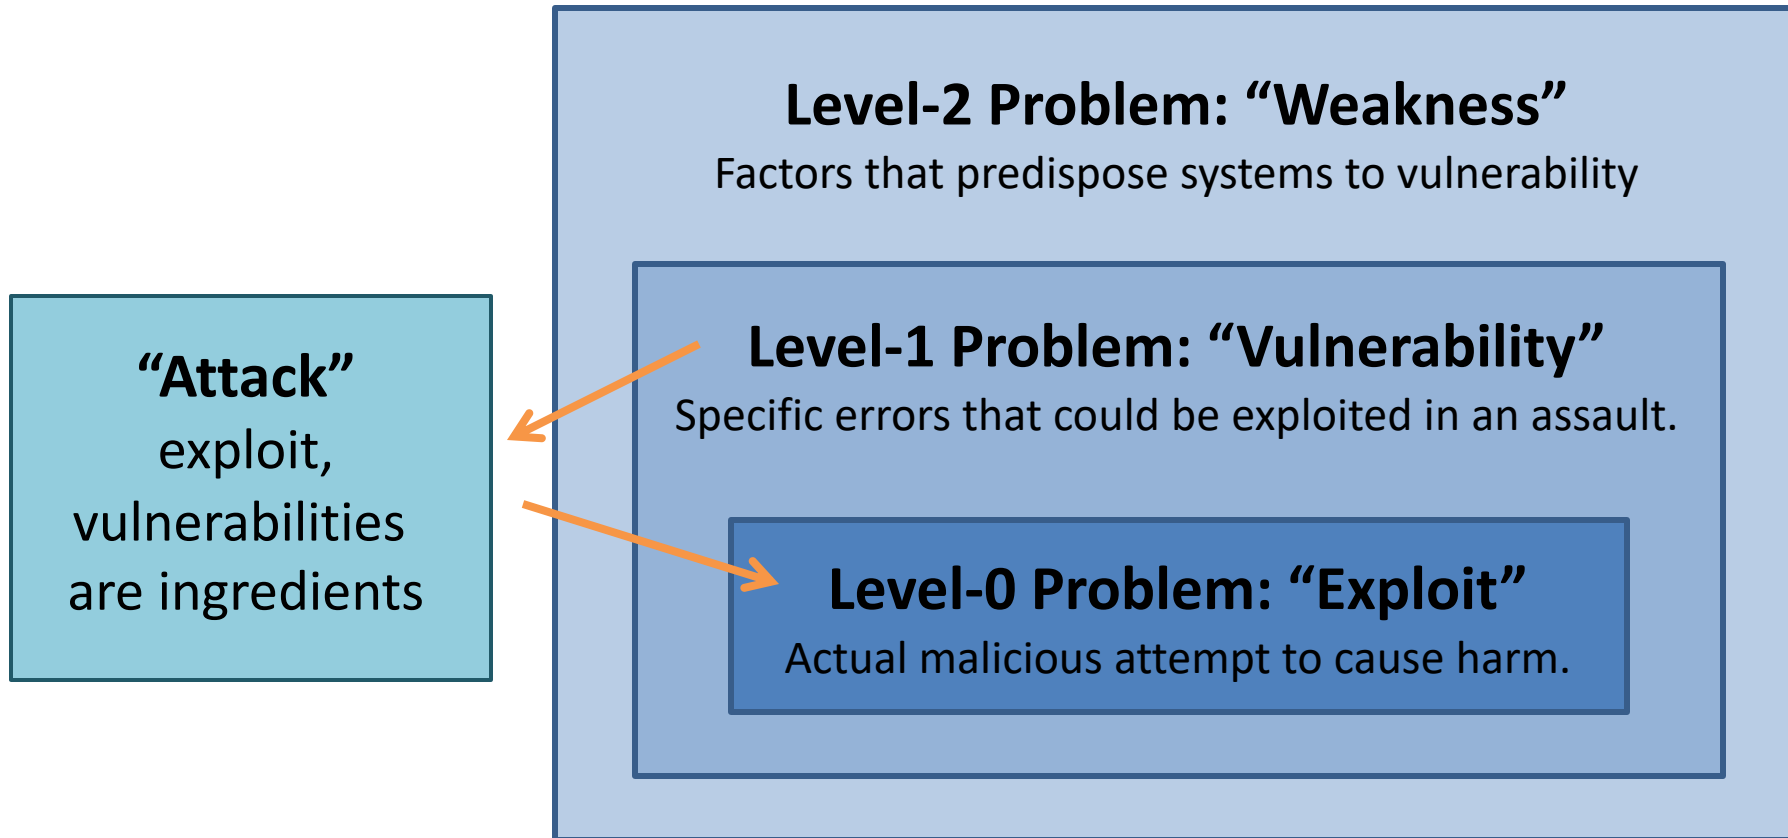 Level-2 Problem: “Weakness”
Factors that predispose systems to vulnerability
“Attack”
exploit,
vulnerabilities
are ingredients
Level-1 Problem: “Vulnerability”
Specific errors that could be exploited in an assault.
Level-0 Problem: “Exploit”
Actual malicious attempt to cause harm.